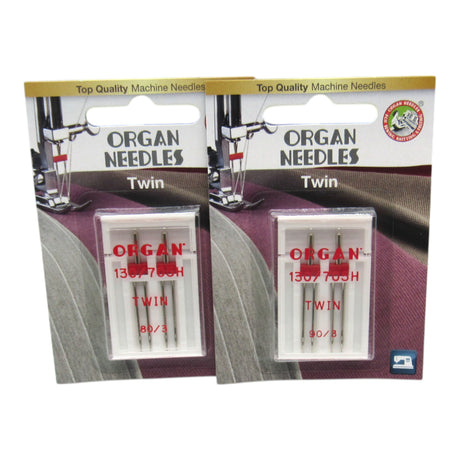 Top Quality Machine Needles
ORGAN
NEEDLES
Twin
ORGAN
130/705H
TWIN
80/3
Top Quality Machine Needles
ORGAN
NEEDLES
Twin
ORGAN
130/705H
TWIN
90/3